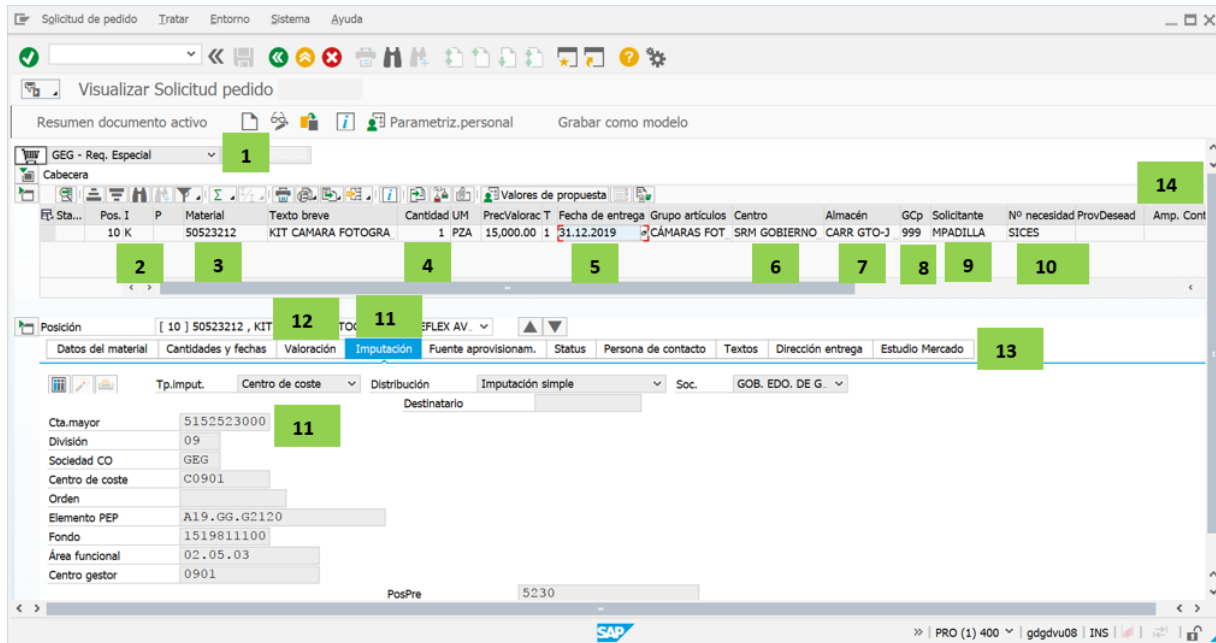 Solicitud de pedido Tratar Entorno Sistema Ayuda
Visualizar Solicitud pedido
Resumen documento activo Parametriz.personal Grabar como modelo
GEG - Req. Especial 1
Cabecera
Valores de propuesta 14
Sta... Pos. I P Material Texto breve Cantidad UM PrecValorac T Fecha de entrega Grupo artículos Centro Almacén GCp Solicitante Nº necesidad ProvDesead Amp. Cont
10 K 50523212 KIT CAMARA FOTOGRA 1 PZA 15,000.00 1 31.12.2019 CÁMARAS FOT SRM GOBIERNO CARR GTO-J 999 MPADILLA SICES
2 3 4 5 6 7 8 9 10
Posición [ 10 ] 50523212 , KIT 12 11 EFLEX AV..
Datos del material Cantidades y fechas Valoración Imputación Fuente aprovisionam. Status Persona de contacto Textos Dirección entrega Estudio Mercado 13
Tp.imput. Centro de coste Distribución Imputación simple Soc. GOB. EDO. DE G..
Destinatario
Cta.mayor 5152523000 11
División 09
Sociedad CO GEG
Centro de coste C0901
Orden
Elemento PEP A19.GG.G2120
Fondo 1519811100
Área funcional 02.05.03
Centro gestor 0901
PosPre 5230
SAP PRO (1) 400 gdgdvu08 INS